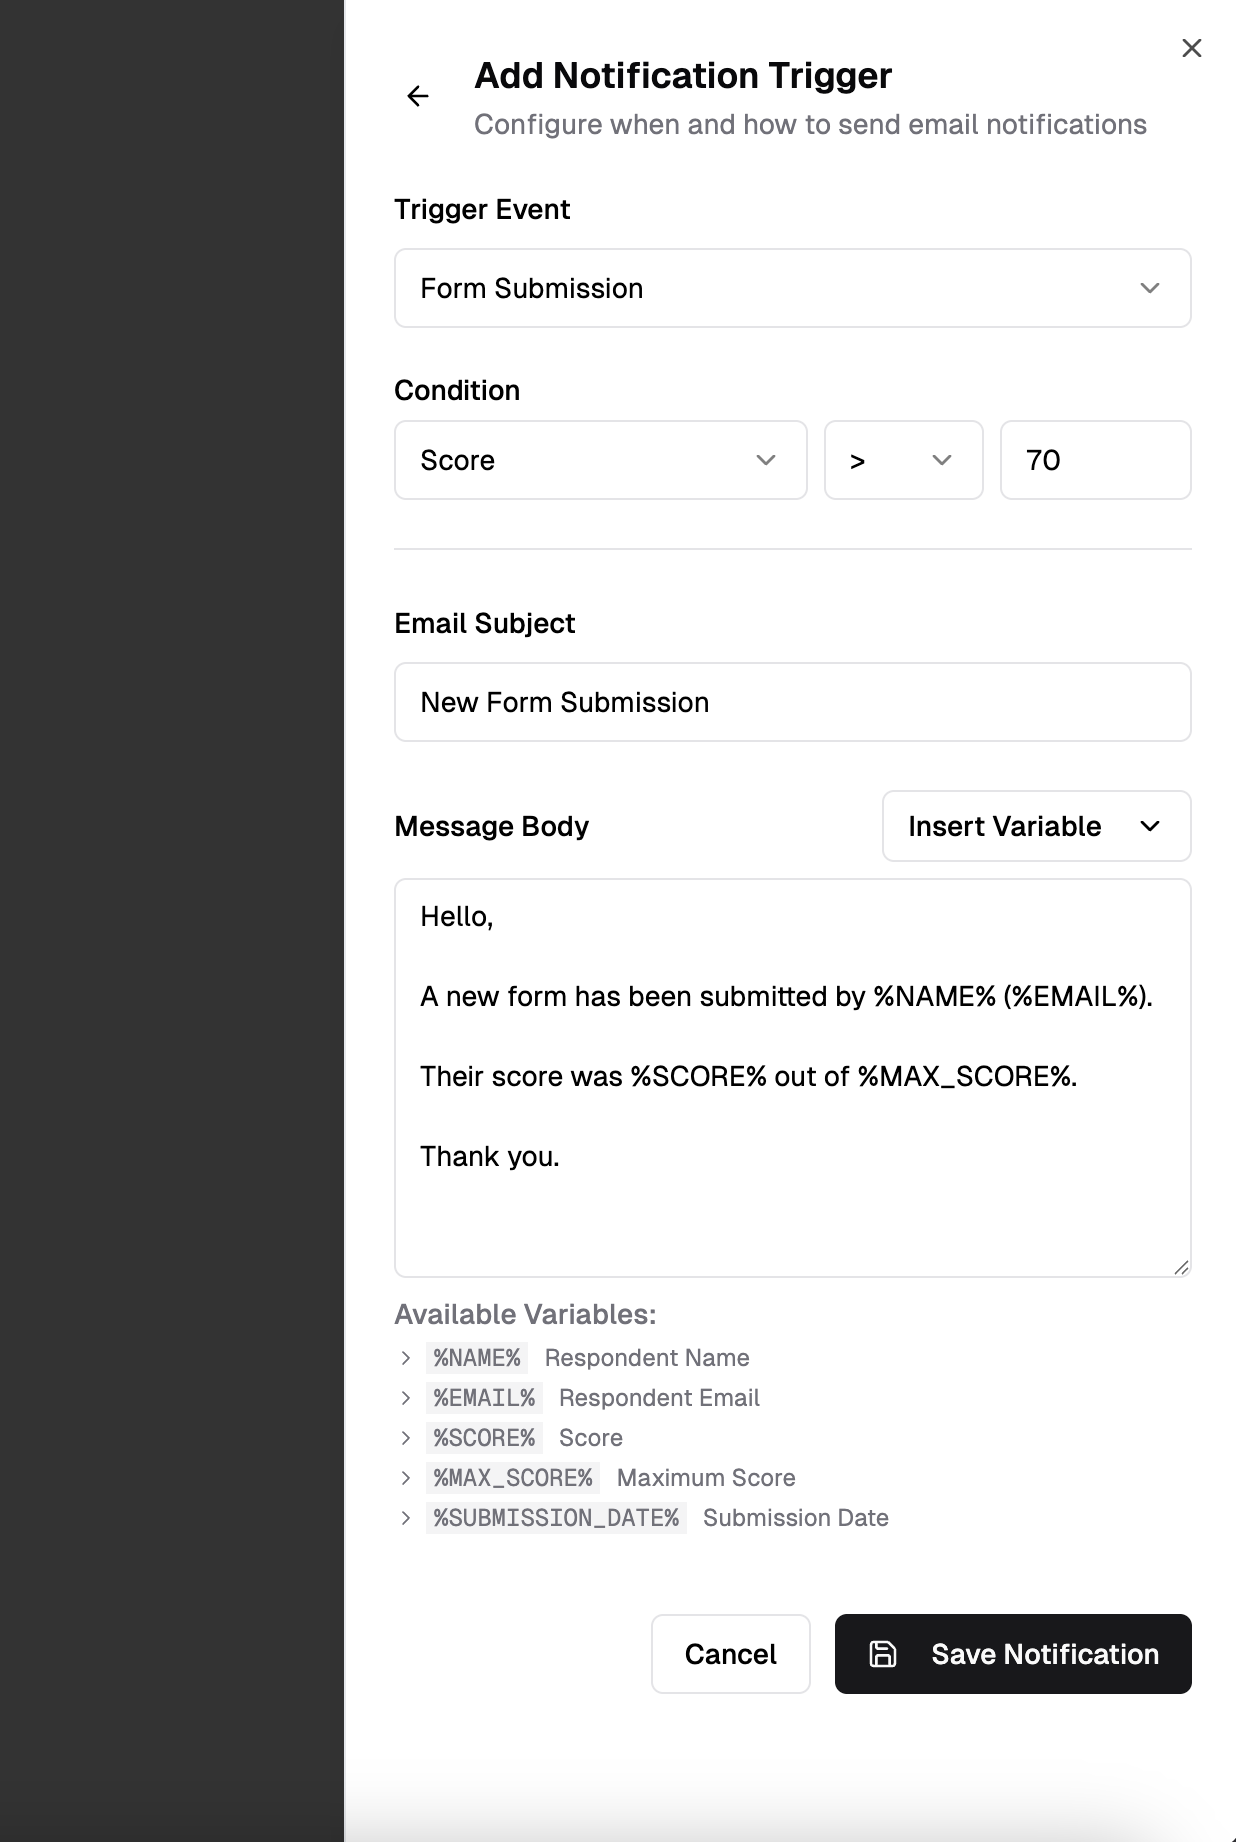 Add Notification Trigger
Configure when and how to send email notifications
Trigger Event
Form Submission
Condition
Score > 70
Email Subject
New Form Submission
Message Body Insert Variable
Hello,
A new form has been submitted by %NAME% (%EMAIL%).
Their score was %SCORE% out of %MAX_SCORE%.
Thank you.
Available Variables:
%NAME% Respondent Name
%EMAIL% Respondent Email
%SCORE% Score
%MAX_SCORE% Maximum Score
%SUBMISSION_DATE% Submission Date
Cancel Save Notification